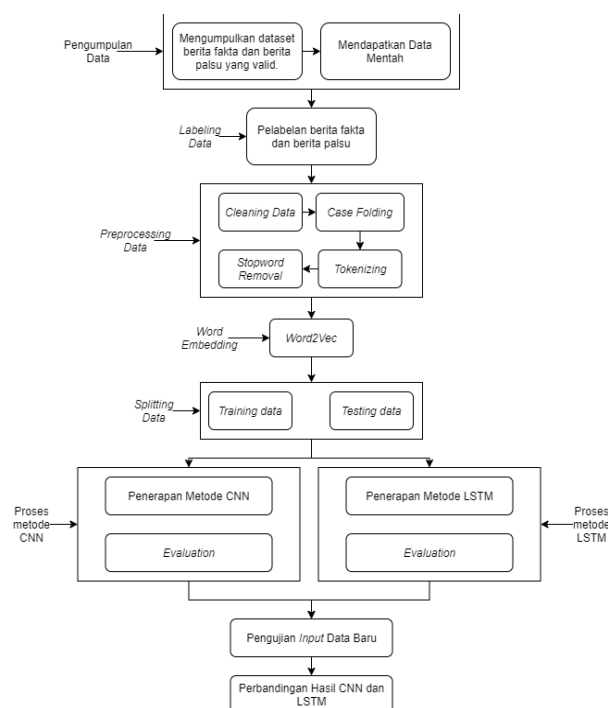 Pengumpulan
Data
Mengumpulkan dataset
berita fakta dan berita
palsu yang valid.
Mendapatkan Data
Mentah
Labeling
Data
Pelabelan berita fakta
dan berita palsu
Preprocessing
Data
Cleaning Data
Case Folding
Stopword
Removal
Tokenizing
Word
Embedding
Word2Vec
Splitting
Data
Training data
Testing data
Proses
metode
CNN
Penerapan Metode CNN
Evaluation
Penerapan Metode LSTM
Evaluation
Proses
metode
LSTM
Pengujian Input Data Baru
Perbandingan Hasil CNN dan
LSTM